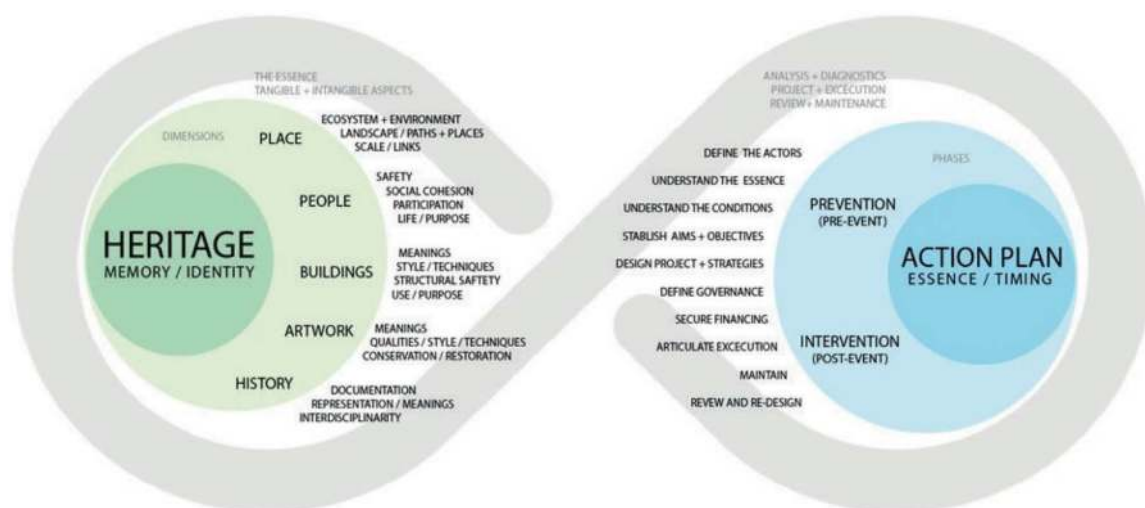 THE ESSENCE
TANGIBLE + INTANGIBLE ASPECTS
DIMENSIONS
HERITAGE
MEMORY / IDENTITY
PLACE
ECOSYSTEM + ENVIRONMENT
LANDSCAPE / PATHS + PLACES
SCALE / LINKS
PEOPLE
SAFETY
SOCIAL COHESION
PARTICIPATION
LIFE / PURPOSE
BUILDINGS
MEANINGS
STYLE / TECHNIQUES
STRUCTURAL SAFTETY
USE / PURPOSE
ARTWORK
MEANINGS
QUALITIES / STYLE / TECHNIQUES
CONSERVATION / RESTORATION
HISTORY
DOCUMENTATION
REPRESENTATION / MEANINGS
INTERDISCIPLINARITY
ANALYSIS + DIAGNOSTICS
PROJECT + EXCECUTION
REVIEW+ MAINTENANCE
DEFINE THE ACTORS
UNDERSTAND THE ESSENCE
UNDERSTAND THE CONDITIONS
STABLISH AIMS + OBJECTIVES
DESIGN PROJECT + STRATEGIES
DEFINE GOVERNANCE
SECURE FINANCING
ARTICULATE EXCECUTION
MAINTAIN
REVEW AND RE-DESIGN
PHASES
PREVENTION
(PRE-EVENT)
INTERVENTION
(POST-EVENT)
ACTION PLAN
ESSENCE / TIMING